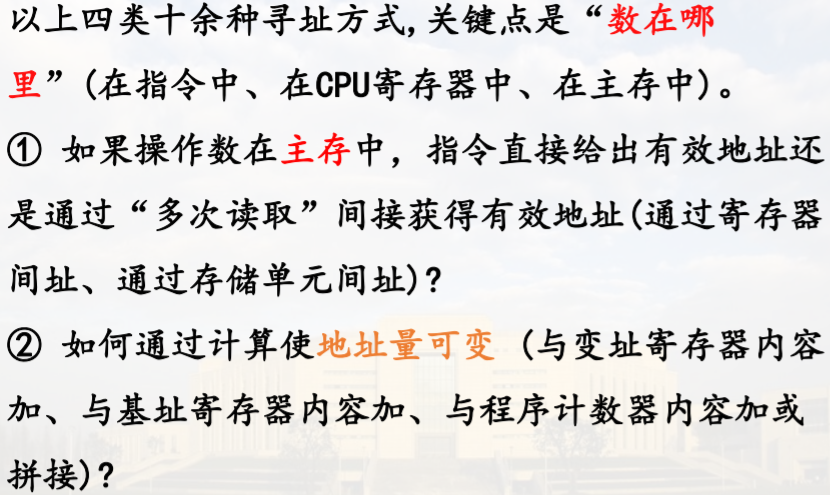 以上四类十余种寻址方式,关键点是“数在哪
里”(在指令中、在CPU寄存器中、在主存中)。
① 如果操作数在主存中，指令直接给出有效地址还
是通过“多次读取”间接获得有效地址(通过寄存器
间址、通过存储单元间址)?
② 如何通过计算使地址量可变 (与变址寄存器内容
加、与基址寄存器内容加、与程序计数器内容加或
拼接)?